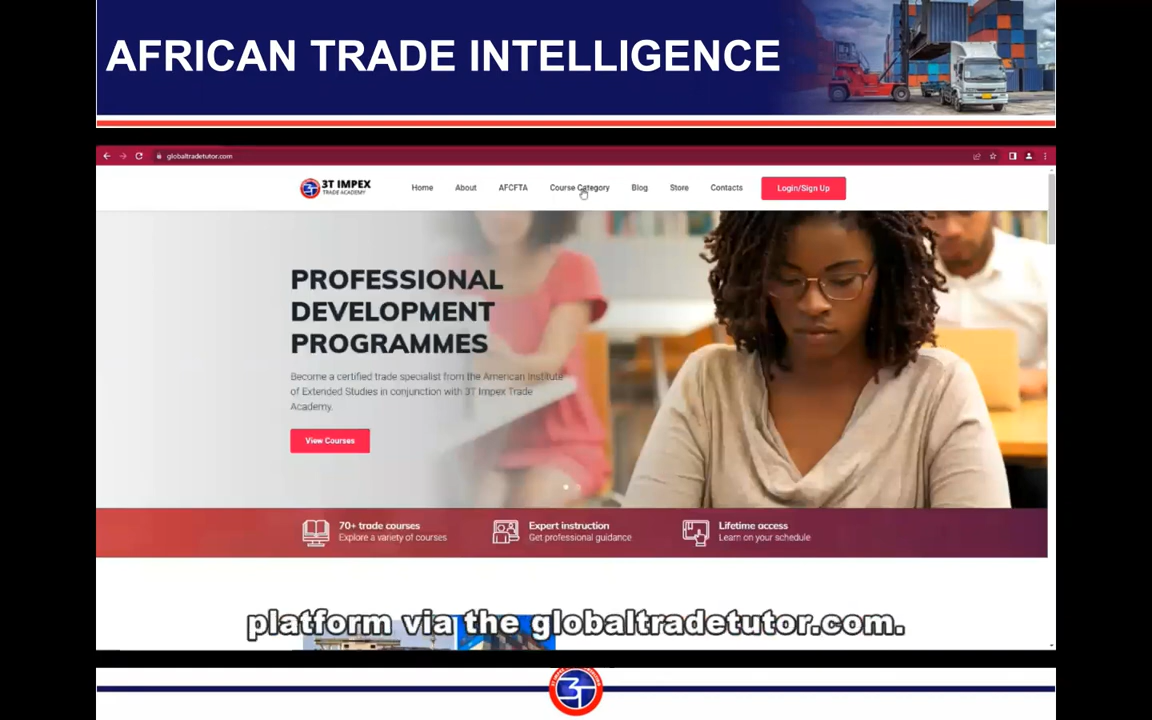 AFRICAN TRADE INTELLIGENCE
globaltradetutor.com
3T IMPEX
TRADE ACADEMY
Home About AFCFTA Course Category Blog Store Contacts Login/Sign Up
PROFESSIONAL
DEVELOPMENT
PROGRAMMES
Become a certified trade specialist from the American Institute
of Extended Studies in conjunction with 3T Impex Trade
Academy.
View Courses
70+ trade courses
Explore a variety of courses
Expert instruction
Get professional guidance
Lifetime access
Learn on your schedule
platform via the globaltradetutor.com.
3T